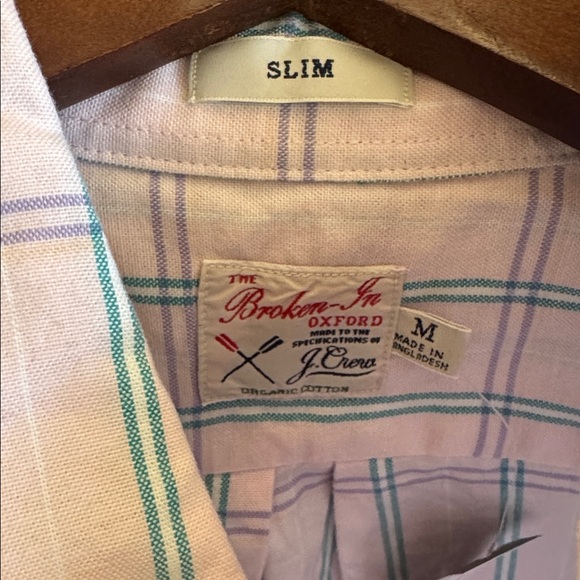 SLIM
THE
Broken-In
OXFORD
MADE TO THE
SPECIFICATIONS OF
J.Crew
ORGANIC COTTON
M
MADE IN
BANGLADESH